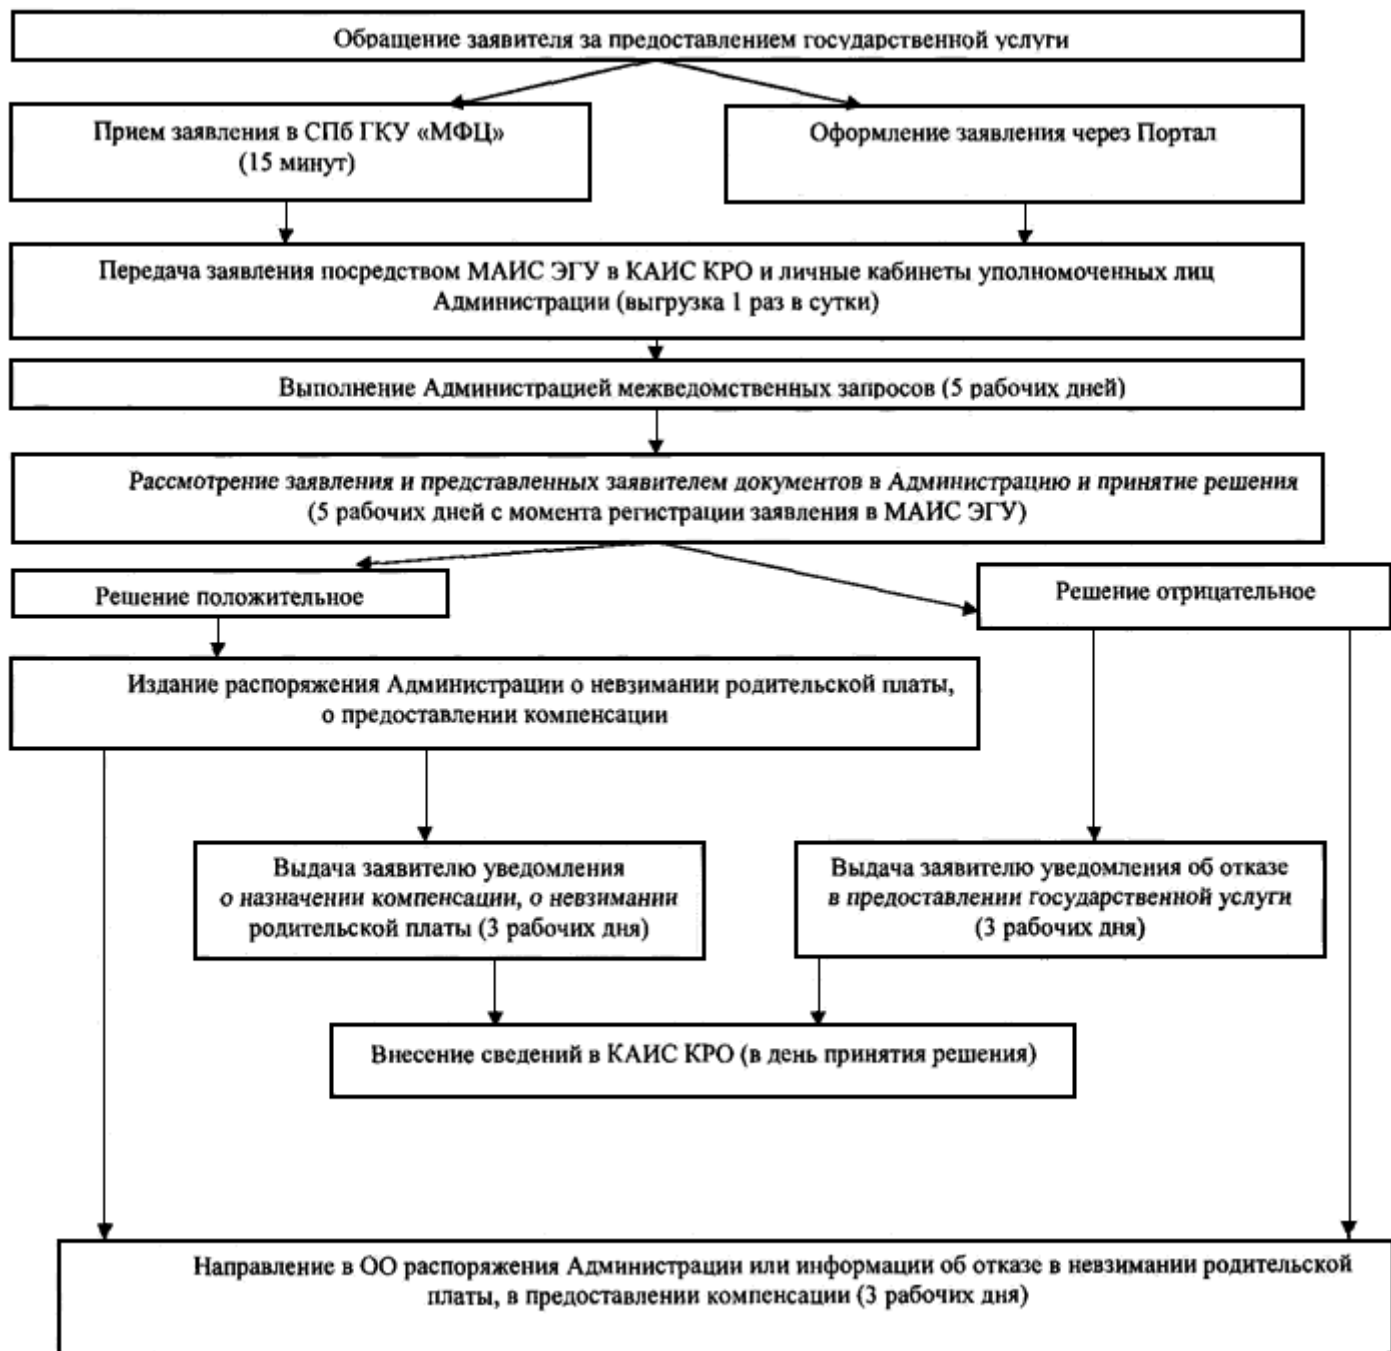 Обращение заявителя за предоставлением государственной услуги
Прием заявления в СПб ГКУ «МФЦ»
(15 минут)
Оформление заявления через Портал
Передача заявления посредством МАИС ЭГУ в КАИС КРО и личные кабинеты уполномоченных лиц
Администрации (выгрузка 1 раз в сутки)
Выполнение Администрацией межведомственных запросов (5 рабочих дней)
Рассмотрение заявления и представленных заявителем документов в Администрацию и принятие решения
(5 рабочих дней с момента регистрации заявления в МАИС ЭГУ)
Решение положительное
Решение отрицательное
Издание распоряжения Администрации о невзимании родительской платы,
о предоставлении компенсации
Выдача заявителю уведомления
о назначении компенсации, о невзимании
родительской платы (3 рабочих дня)
Выдача заявителю уведомления об отказе
в предоставлении государственной услуги
(3 рабочих дня)
Внесение сведений в КАИС КРО (в день принятия решения)
Направление в ОО распоряжения Администрации или информации об отказе в невзимании родительской
платы, в предоставлении компенсации (3 рабочих дня)